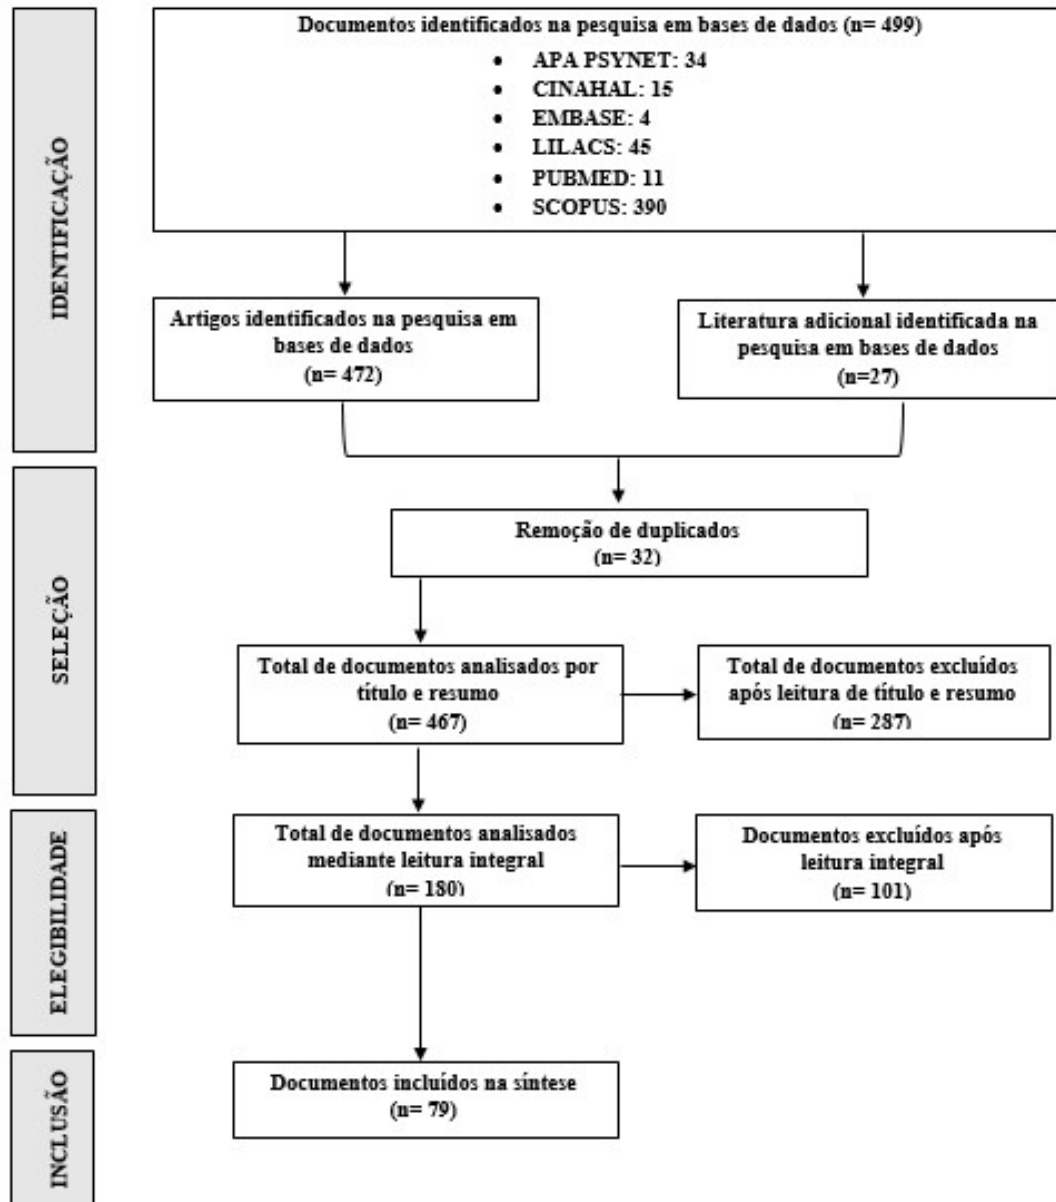 IDENTIFICAÇÃO
Documentos identificados na pesquisa em bases de dados (n= 499)
• APA PSYNET: 34
• CINAHAL: 15
• EMBASE: 4
• LILACS: 45
• PUBMED: 11
• SCOPUS: 390
Artigos identificados na pesquisa em
bases de dados
(n= 472)
Literatura adicional identificada na
pesquisa em bases de dados
(n=27)
SELEÇÃO
Remoção de duplicados
(n= 32)
Total de documentos analisados por
título e resumo
(n= 467)
Total de documentos excluídos
após leitura de título e resumo
(n= 287)
ELEGIBILIDADE
Total de documentos analisados
mediante leitura integral
(n= 180)
Documentos excluídos após
leitura integral
(n= 101)
INCLUSÃO
Documentos incluídos na síntese
(n= 79)